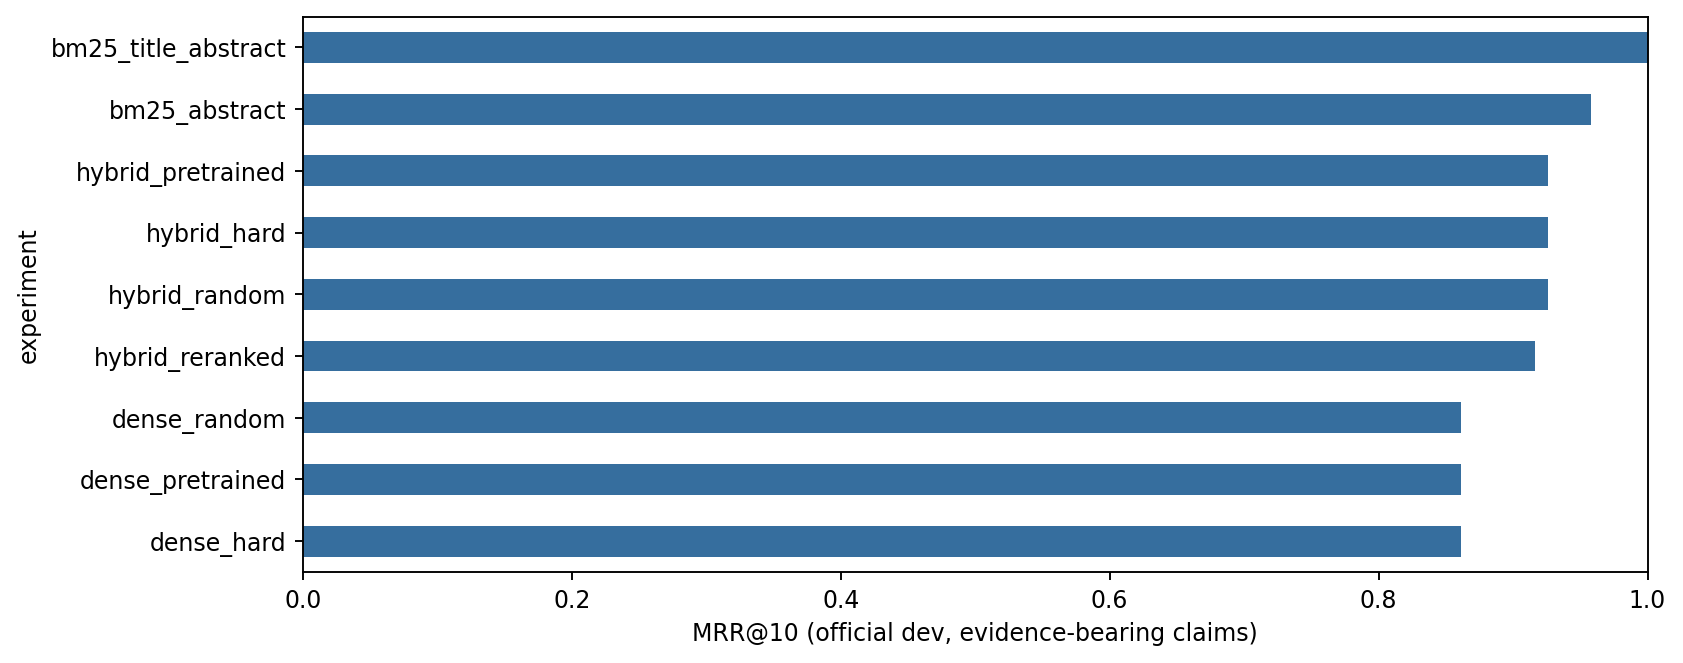 bm25_title_abstract
bm25_abstract
hybrid_pretrained
hybrid_hard
hybrid_random
hybrid_reranked
dense_random
dense_pretrained
dense_hard
experiment
0.0 0.2 0.4 0.6 0.8 1.0
MRR@10 (official dev, evidence-bearing claims)